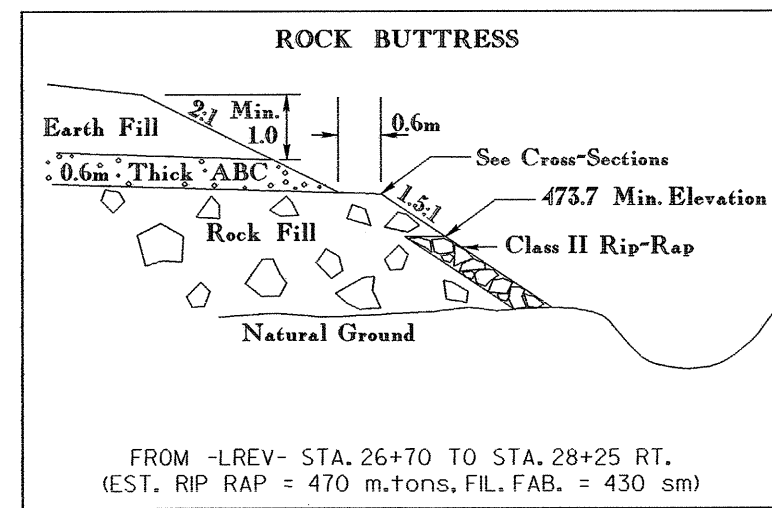 ROCK BUTTRESS
2:1
Min.
1.0
0.6m
Earth Fill
See Cross-Sections
0.6m Thick ABC
1.5:1
473.7 Min. Elevation
Rock Fill
Class II Rip-Rap
Natural Ground
FROM -LREV- STA. 26+70 TO STA. 28+25 RT.
(EST. RIP RAP = 470 m.tons, FIL. FAB. = 430 sm)